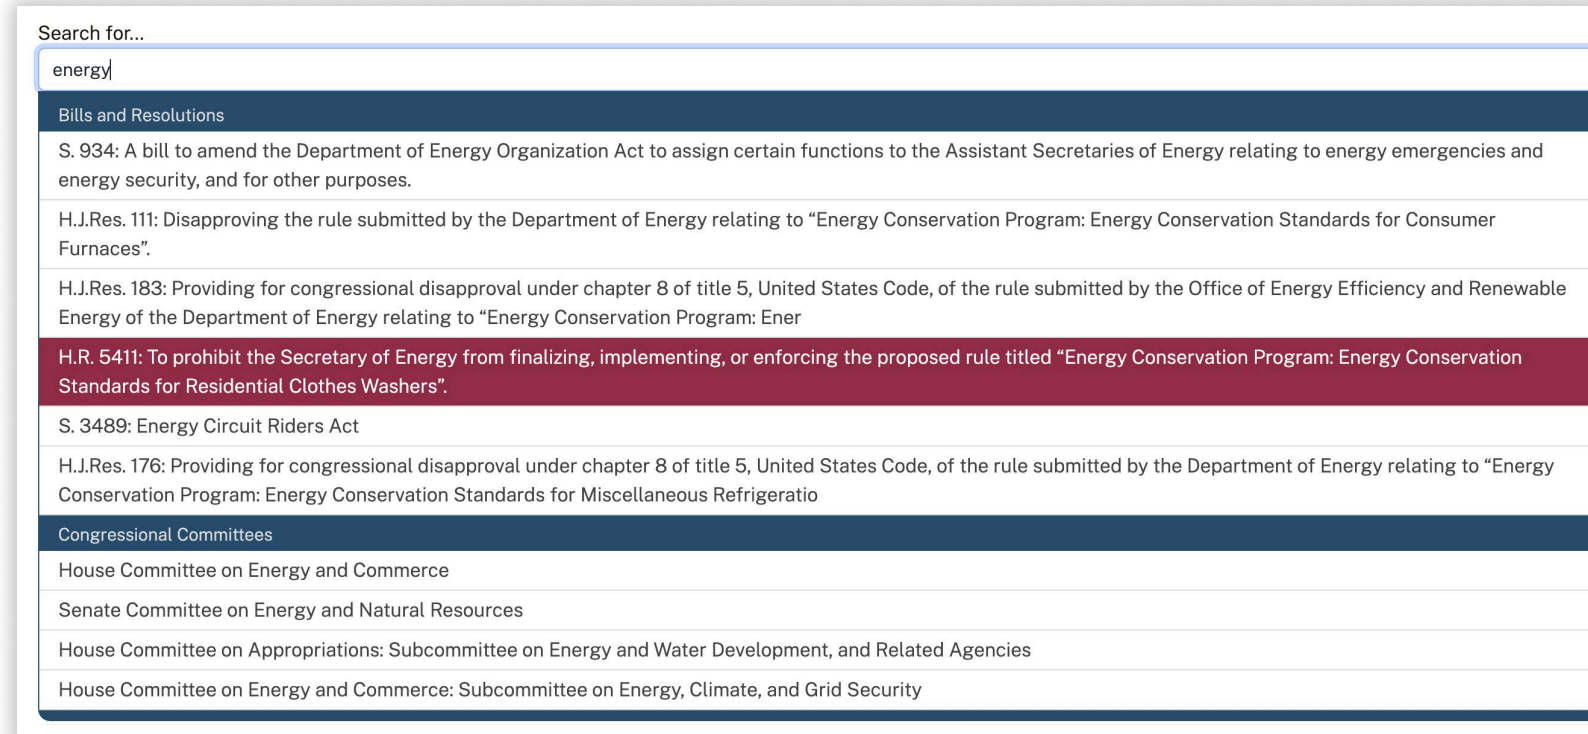 Search for...
energy
Bills and Resolutions
S. 934: A bill to amend the Department of Energy Organization Act to assign certain functions to the Assistant Secretaries of Energy relating to energy emergencies and
energy security, and for other purposes.
H.J.Res. 111: Disapproving the rule submitted by the Department of Energy relating to “Energy Conservation Program: Energy Conservation Standards for Consumer
Furnaces”.
H.J.Res. 183: Providing for congressional disapproval under chapter 8 of title 5, United States Code, of the rule submitted by the Office of Energy Efficiency and Renewable
Energy of the Department of Energy relating to “Energy Conservation Program: Ener
H.R. 5411: To prohibit the Secretary of Energy from finalizing, implementing, or enforcing the proposed rule titled “Energy Conservation Program: Energy Conservation
Standards for Residential Clothes Washers”.
S. 3489: Energy Circuit Riders Act
H.J.Res. 176: Providing for congressional disapproval under chapter 8 of title 5, United States Code, of the rule submitted by the Department of Energy relating to “Energy
Conservation Program: Energy Conservation Standards for Miscellaneous Refrigeratio
Congressional Committees
House Committee on Energy and Commerce
Senate Committee on Energy and Natural Resources
House Committee on Appropriations: Subcommittee on Energy and Water Development, and Related Agencies
House Committee on Energy and Commerce: Subcommittee on Energy, Climate, and Grid Security